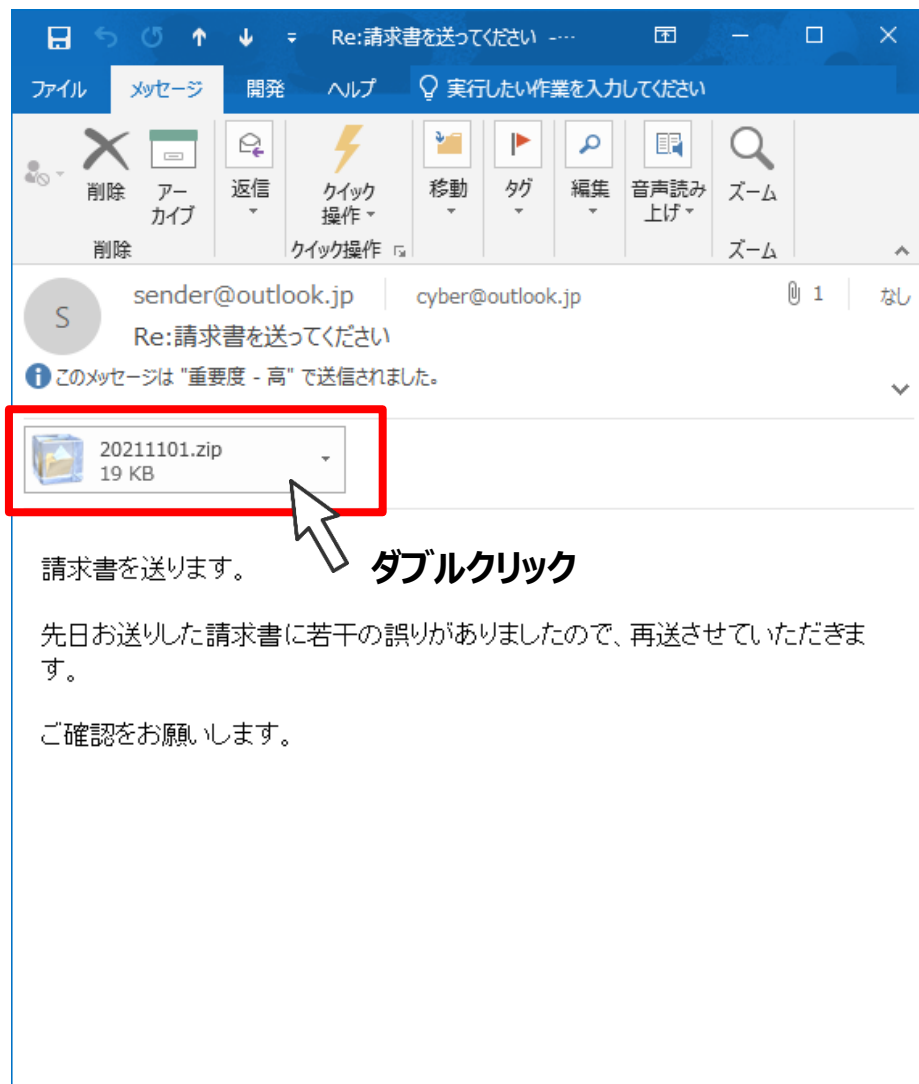 Re:請求書を送ってください -…
ファイル メッセージ 開発 ヘルプ 実行したい作業を入力してください
削除 アー
カイブ 返信 クイック
操作 移動 タグ 編集 音声読み
上げ ズーム
削除 クイック操作 ズーム
S
sender@outlook.jp cyber@outlook.jp 1 なし
Re:請求書を送ってください
このメッセージは "重要度 - 高" で送信されました。
20211101.zip
19 KB
ダブルクリック
請求書を送ります。
先日お送りした請求書に若干の誤りがありましたので、再送させていただきま
す。
ご確認をお願いします。